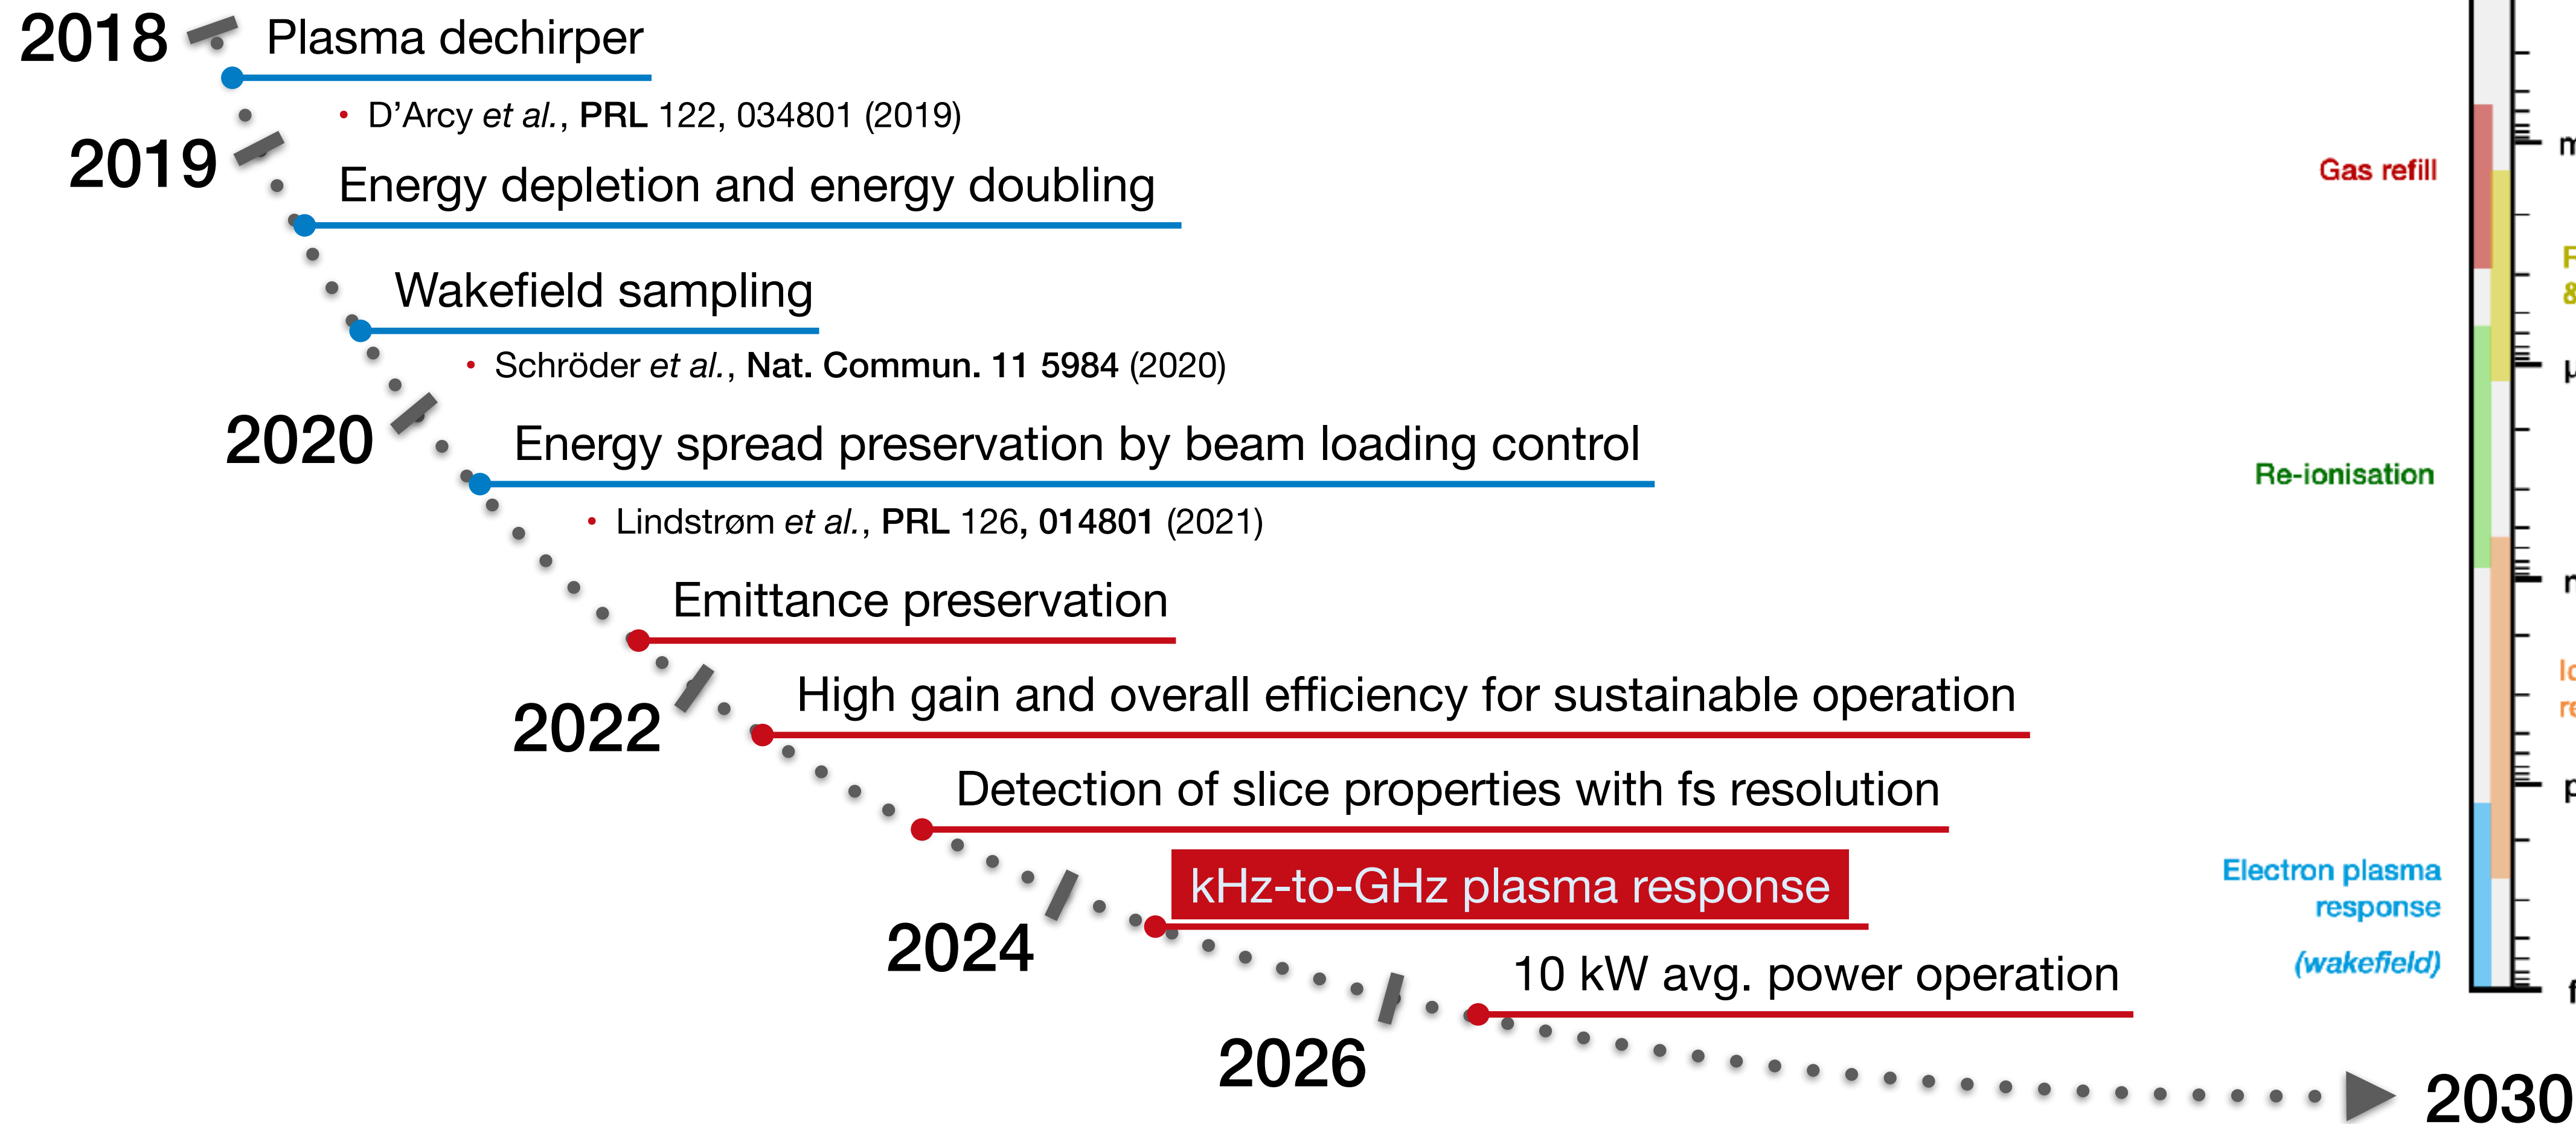 2018
Plasma dechirper
• D’Arcy et al., PRL 122, 034801 (2019)
2019
Energy depletion and energy doubling
Wakefield sampling
• Schröder et al., Nat. Commun. 11 5984 (2020)
2020
Energy spread preservation by beam loading control
• Lindstrøm et al., PRL 126, 014801 (2021)
Emittance preservation
2022
High gain and overall efficiency for sustainable operation
Detection of slice properties with fs resolution
kHz-to-GHz plasma response
2024
10 kW avg. power operation
2026
2030
Gas refill
Re-ionisation
Electron plasma
response
(wakefield)
&
μ